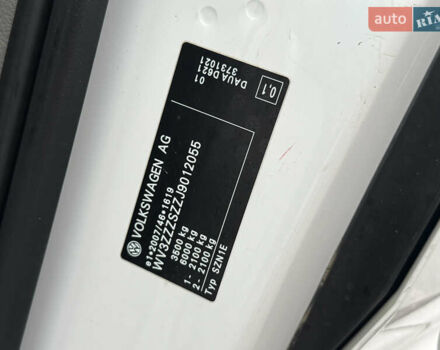 VOLKSWAGEN AG
e1*2007/46*1619
WV3ZZZSZZJ9012055
3500 kg
6000 kg
1- 2100 kg
2- 2100 kg
Typ SZN1E
01
DAUA D621
3731021
0.1
AUTO
RIA